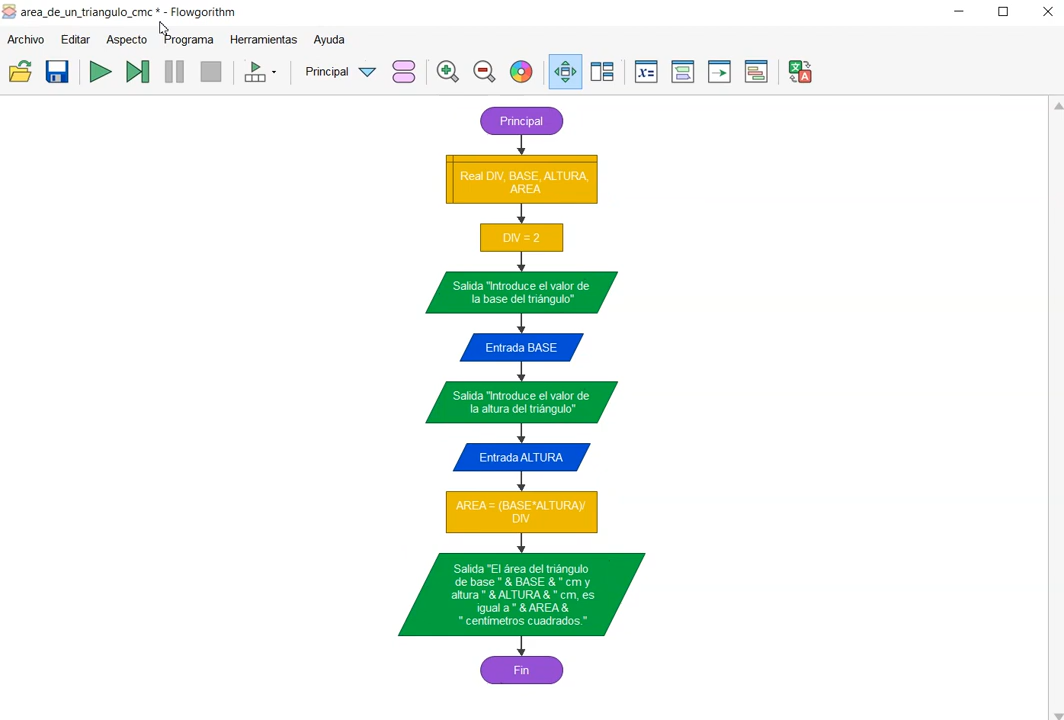 area_de_un_triangulo_cmc * - Flowgorithm
Archivo Editar Aspecto Programa Herramientas Ayuda
Principal
Principal
Real DIV, BASE, ALTURA,
AREA
DIV = 2
Salida "Introduce el valor de
la base del triángulo"
Entrada BASE
Salida "Introduce el valor de
la altura del triángulo"
Entrada ALTURA
AREA = (BASE*ALTURA)/
DIV
Salida "El área del triángulo
de base " & BASE & " cm y
altura " & ALTURA & " cm, es
igual a " & AREA &
" centímetros cuadrados."
Fin